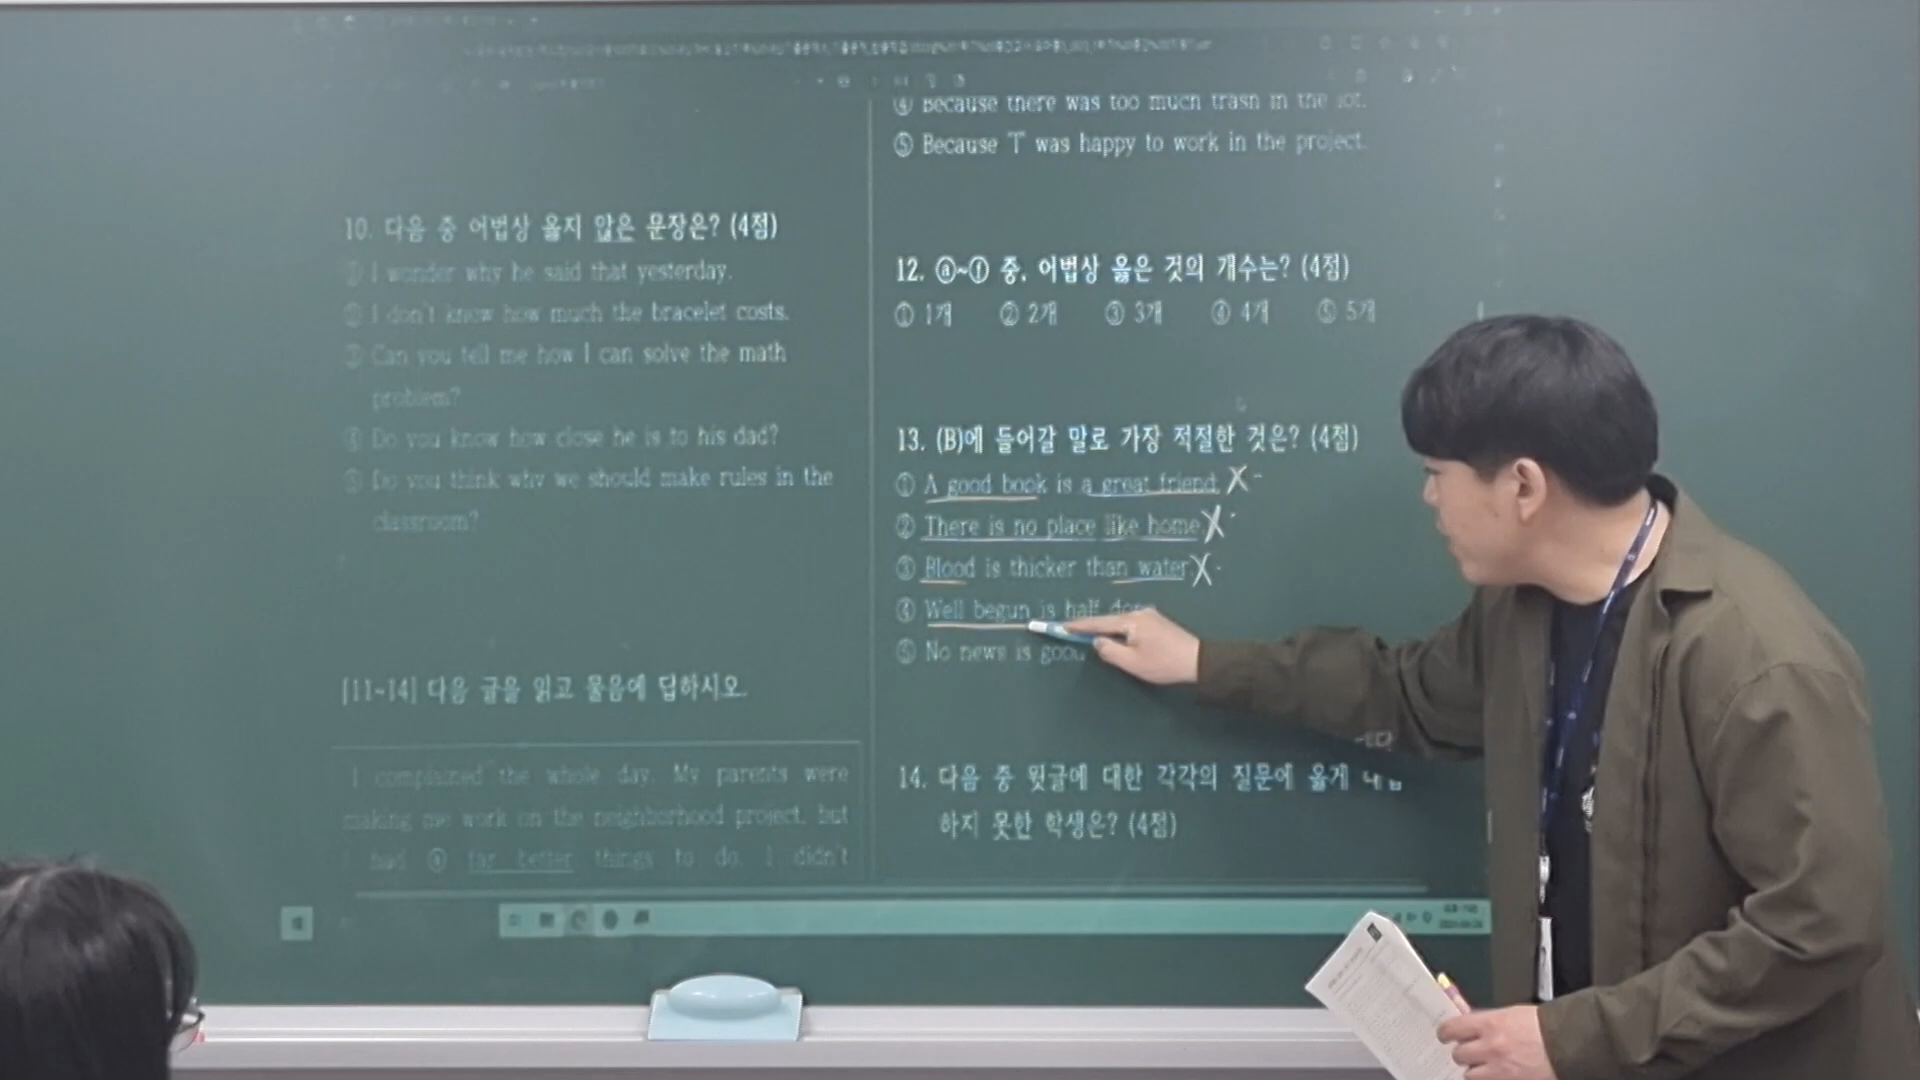 10. 다음 중 어법상 옳지 않은 문장은? (4점)
① I wonder why he said that yesterday.
② I don't know how much the bracelet costs.
③ Can you tell me how I can solve the math
problem?
④ Do you know how close he is to his dad?
⑤ Do you think why we should make rules in the
classroom?
[11~14] 다음 글을 읽고 물음에 답하시오.
I complained the whole day. My parents were
making me work on the neighborhood project, but
I had ⓐ far better things to do. I didn't
④ Because there was too much trash in the lot.
⑤ Because 'I' was happy to work in the project.
12. ⓐ~ⓕ 중, 어법상 옳은 것의 개수는? (4점)
① 1개 ② 2개 ③ 3개 ④ 4개 ⑤ 5개
13. (B)에 들어갈 말로 가장 적절한 것은? (4점)
① A good book is a great friend. X
② There is no place like home. X
③ Blood is thicker than water X
④ Well begun is half
⑤ No news is good
14. 다음 중 윗글에 대한 각각의 질문에 옳게
하지 못한 학생은? (4점)